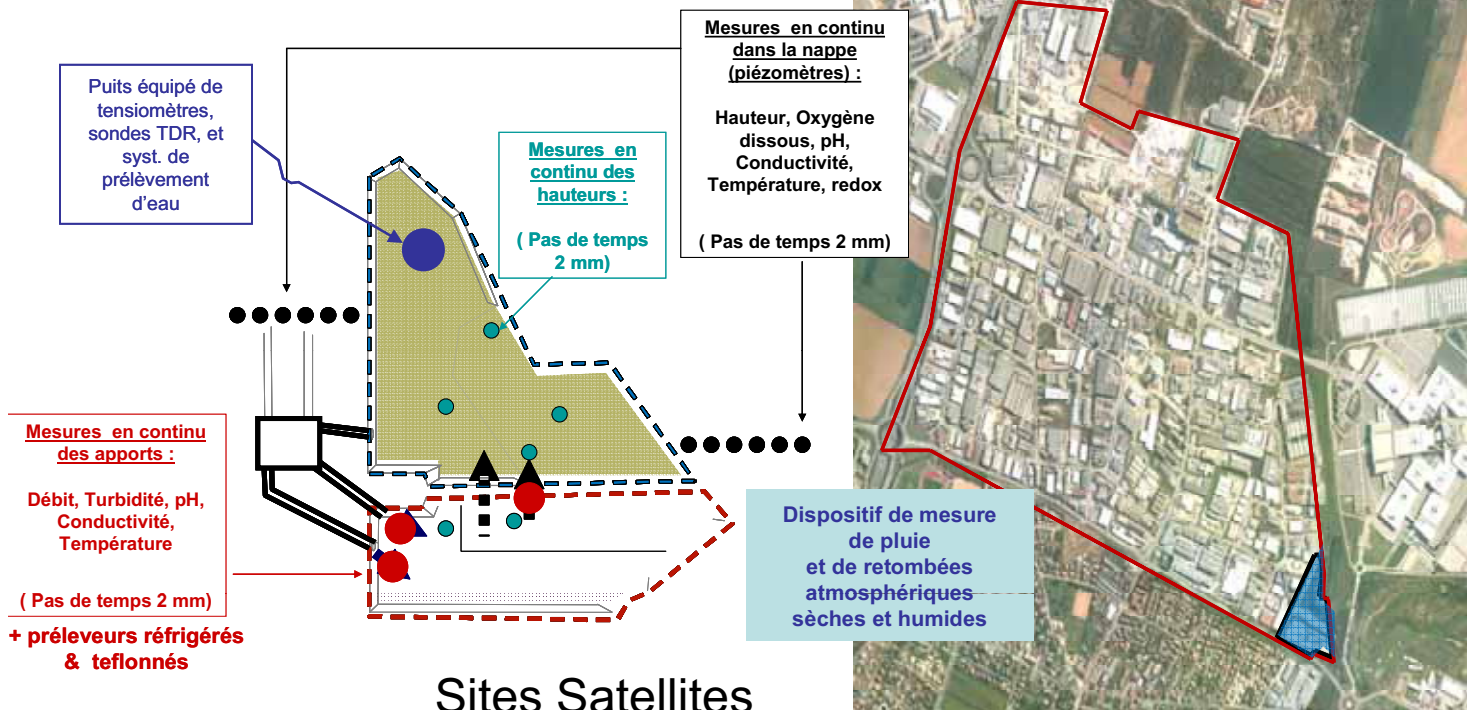 Puits équipé de
tensiomètres,
sondes TDR, et
syst. de
prélèvement
d'eau
Mesures en
continu des
hauteurs :
( Pas de temps
2 mm)
Mesures en continu
dans la nappe
(piézomètres) :
Hauteur, Oxygène
dissous, pH,
Conductivité,
Température, redox
( Pas de temps 2 mm)
Mesures en continu
des apports :
Débit, Turbidité, pH,
Conductivité,
Température
( Pas de temps 2 mm)
+ préleveurs réfrigérés
& teflonnés
Dispositif de mesure
de pluie
et de retombées
atmosphériques
sèches et humides
Sites Satellites